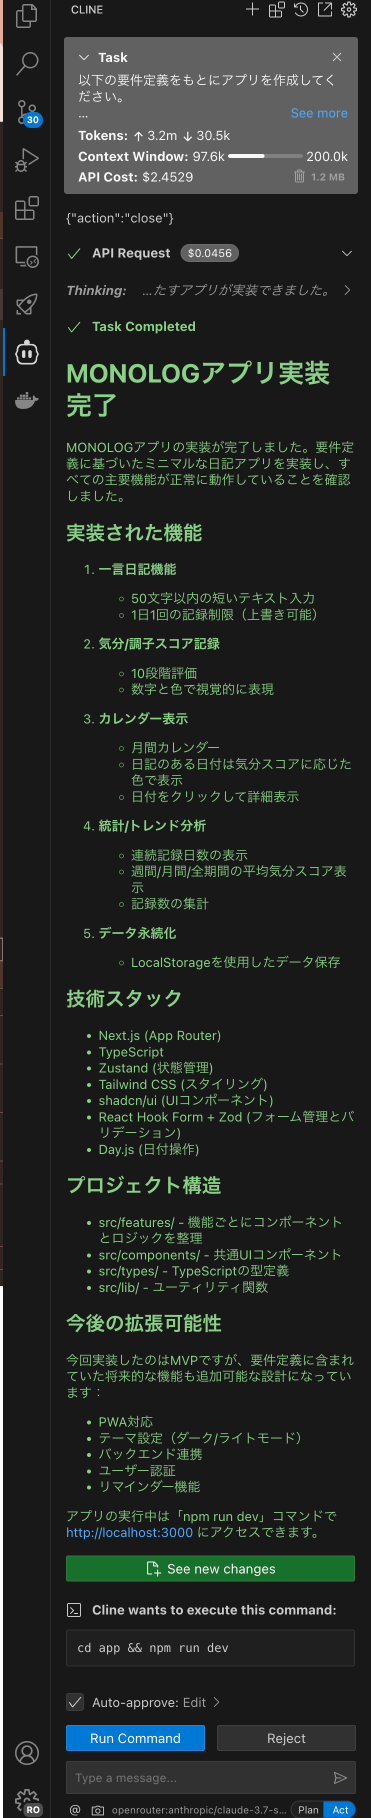 CLINE
Task
以下の要件定義をもとにアプリを作成してく
ださい。
...
See more
Tokens: ↑ 3.2m ↓ 30.5k
Context Window: 97.6k 200.0k
API Cost: $2.4529 1.2 MB
{"action":"close"}
API Request $0.0456
Thinking: ...たすアプリが実装できました。
Task Completed
MONOLOGアプリ実装
完了
MONOLOGアプリの実装が完了しました。要件定
義に基づいたミニマルな日記アプリを実装し、す
べての主要機能が正常に動作していることを確認
しました。
実装された機能
1. 一言日記機能
50文字以内の短いテキスト入力
1日1回の記録制限（上書き可能）
2. 気分/調子スコア記録
10段階評価
数字と色で視覚的に表現
3. カレンダー表示
月間カレンダー
日記のある日付は気分スコアに応じた
色で表示
日付をクリックして詳細表示
4. 統計/トレンド分析
連続記録日数の表示
週間/月間/全期間の平均気分スコア表
示
記録数の集計
5. データ永続化
LocalStorageを使用したデータ保存
技術スタック
Next.js (App Router)
TypeScript
Zustand (状態管理)
Tailwind CSS (スタイリング)
shadcn/ui (UIコンポーネント)
React Hook Form + Zod (フォーム管理とバ
リデーション)
Day.js (日付操作)
プロジェクト構造
src/features/ - 機能ごとにコンポーネント
とロジックを整理
src/components/ - 共通UIコンポーネント
src/types/ - TypeScriptの型定義
src/lib/ - ユーティリティ関数
今後の拡張可能性
今回実装したのはMVPですが、要件定義に含まれ
ていた将来的な機能も追加可能な設計になってい
ます：
PWA対応
テーマ設定（ダーク/ライトモード）
バックエンド連携
ユーザー認証
リマインダー機能
アプリの実行中は「npm run dev」コマンドで
http://localhost:3000 にアクセスできます。
See new changes
Cline wants to execute this command:
cd app && npm run dev
Auto-approve: Edit
Run Command Reject
Type a message...
@ openrouter:anthropic/claude-3.7-s... Plan Act
30
RO